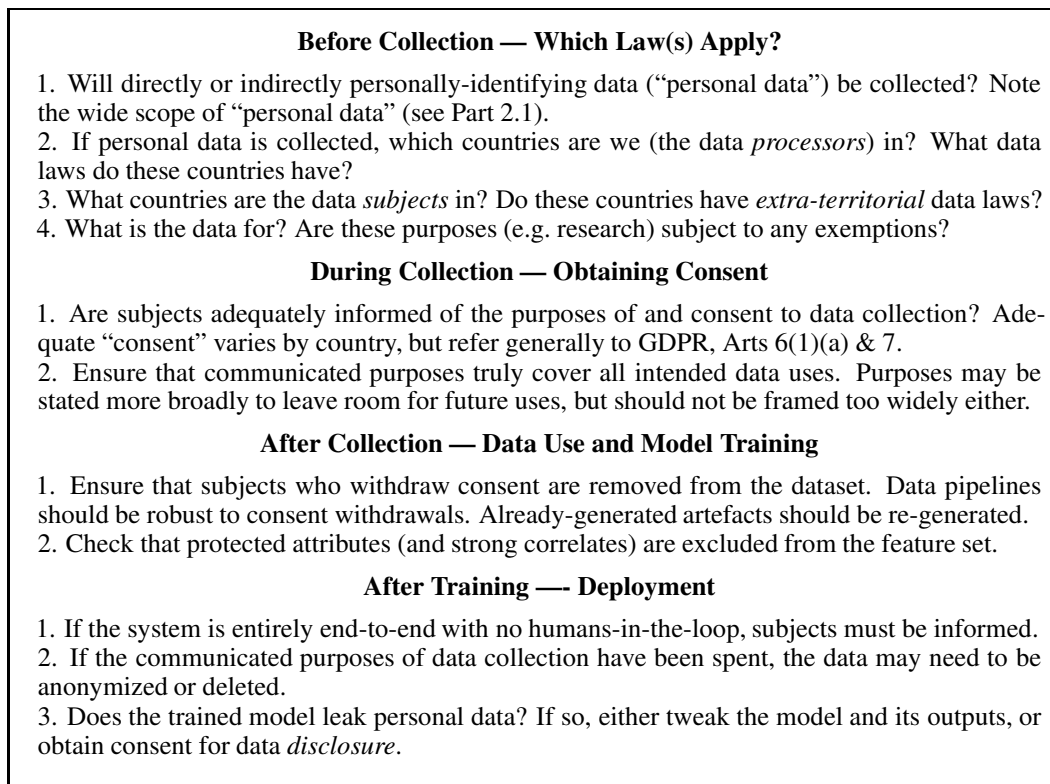 Before Collection — Which Law(s) Apply?
1. Will directly or indirectly personally-identifying data (“personal data”) be collected? Note
the wide scope of “personal data” (see Part 2.1).
2. If personal data is collected, which countries are we (the data processors) in? What data
laws do these countries have?
3. What countries are the data subjects in? Do these countries have extra-territorial data laws?
4. What is the data for? Are these purposes (e.g. research) subject to any exemptions?
During Collection — Obtaining Consent
1. Are subjects adequately informed of the purposes of and consent to data collection? Ade-
quate “consent” varies by country, but refer generally to GDPR, Arts 6(1)(a) & 7.
2. Ensure that communicated purposes truly cover all intended data uses. Purposes may be
stated more broadly to leave room for future uses, but should not be framed too widely either.
After Collection — Data Use and Model Training
1. Ensure that subjects who withdraw consent are removed from the dataset. Data pipelines
should be robust to consent withdrawals. Already-generated artefacts should be re-generated.
2. Check that protected attributes (and strong correlates) are excluded from the feature set.
After Training —- Deployment
1. If the system is entirely end-to-end with no humans-in-the-loop, subjects must be informed.
2. If the communicated purposes of data collection have been spent, the data may need to be
anonymized or deleted.
3. Does the trained model leak personal data? If so, either tweak the model and its outputs, or
obtain consent for data disclosure.